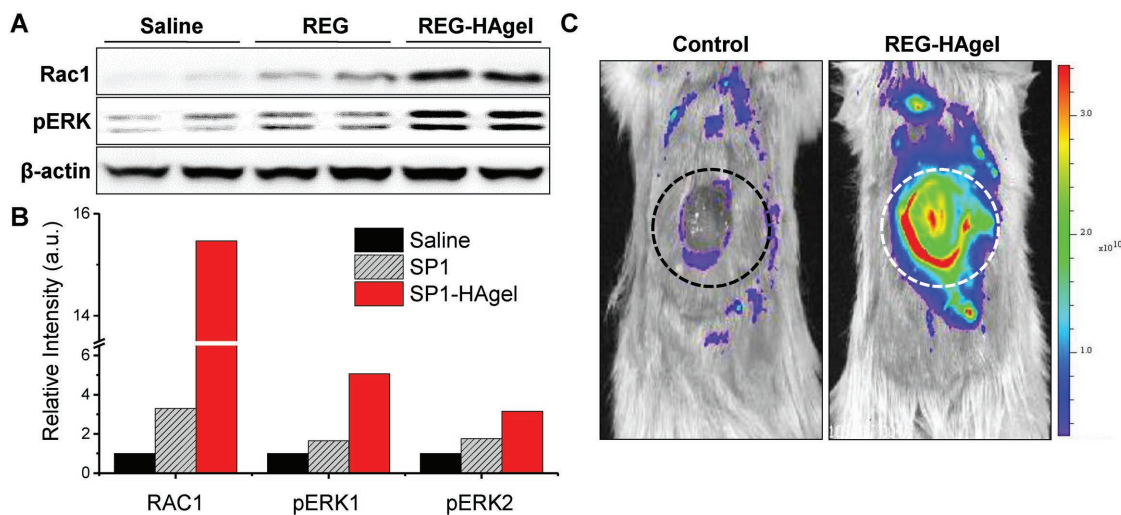 A
Saline REG REG-HAgel
Rac1
pERK
β-actin
B
Relative Intensity (a.u.)
16
14
6
4
2
0
Saline
SP1
SP1-HAgel
RAC1 pERK1 pERK2
C
Control REG-HAgel
3.0
2.0
x10¹⁰
1.0